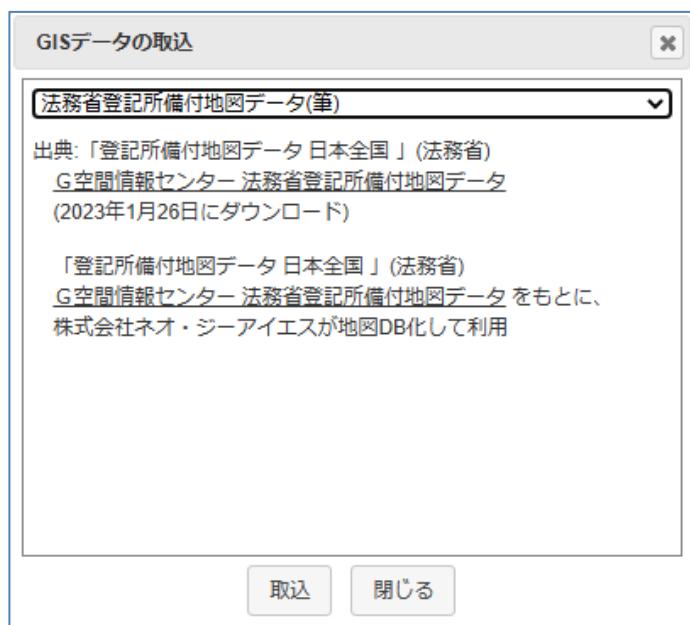 GISデータの取込
法務省登記所備付地図データ(筆)
出典:「登記所備付地図データ 日本全国 」(法務省)
G空間情報センター 法務省登記所備付地図データ
(2023年1月26日にダウンロード)
「登記所備付地図データ 日本全国 」(法務省)
G空間情報センター 法務省登記所備付地図データ をもとに、
株式会社ネオ・ジーアイエスが地図DB化して利用
取込 閉じる